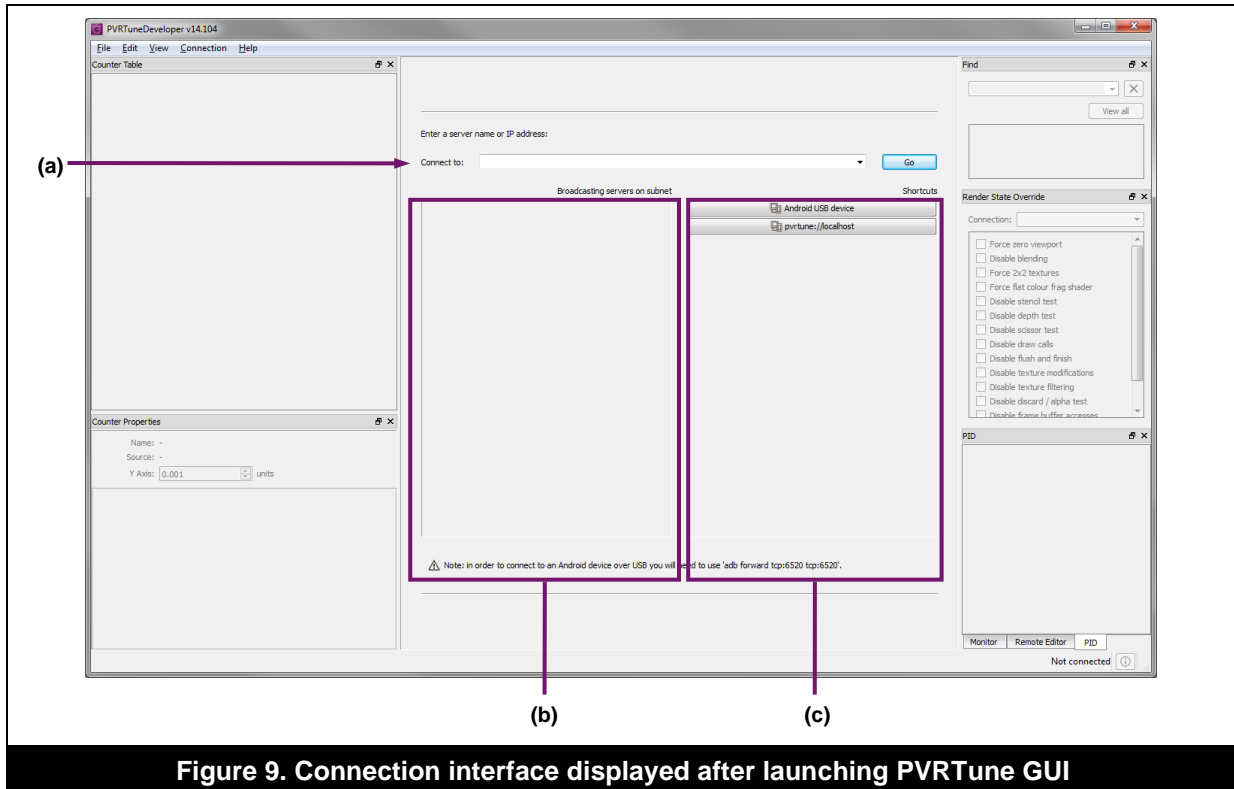 PVRTuneDeveloper v14.104
File Edit View Connection Help
Counter Table
Enter a server name or IP address:
(a)
Connect to:
Go
Broadcasting servers on subnet
Shortcuts
Android USB device
pvrtune://localhost
Note: in order to connect to an Android device over USB you will need to use 'adb forward tcp:6520 tcp:6520'.
Counter Properties
Name: -
Source: -
Y Axis: 0.001 units
Find
View all
Render State Override
Connection:
Force zero viewport
Disable blending
Force 2x2 textures
Force flat colour frag shader
Disable stencil test
Disable depth test
Disable scissor test
Disable draw calls
Disable flush and finish
Disable texture modifications
Disable texture filtering
Disable discard / alpha test
Disable frame buffer accesses
PID
Monitor Remote Editor PID
Not connected
(b)
(c)
Figure 9. Connection interface displayed after launching PVRTune GUI